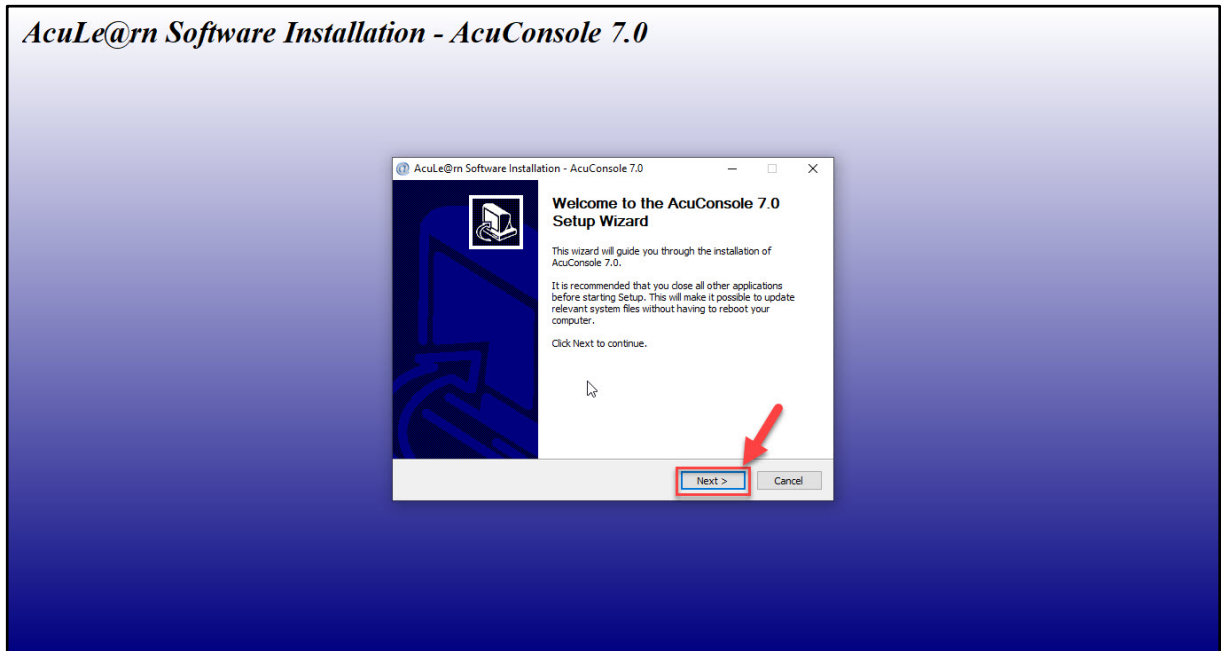 AcuLe@rn Software Installation - AcuConsole 7.0
AcuLe@rn Software Installation - AcuConsole 7.0
Welcome to the AcuConsole 7.0
Setup Wizard
This wizard will guide you through the installation of
AcuConsole 7.0.
It is recommended that you close all other applications
before starting Setup. This will make it possible to update
relevant system files without having to reboot your
computer.
Click Next to continue.
Next >
Cancel